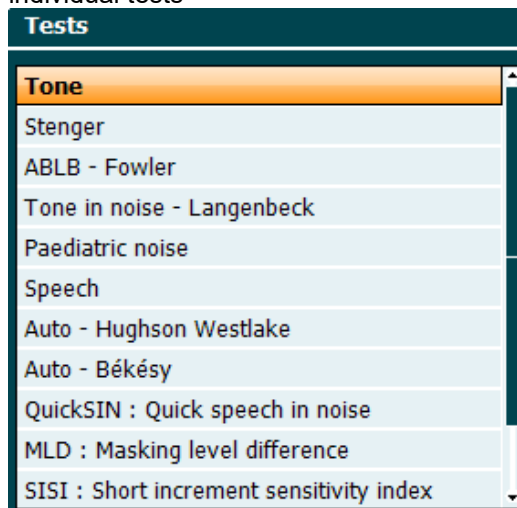 Tests
Tone
Stenger
ABLB - Fowler
Tone in noise - Langenbeck
Paediatric noise
Speech
Auto - Hughson Westlake
Auto - Békésy
QuickSIN : Quick speech in noise
MLD : Masking level difference
SISI : Short increment sensitivity index